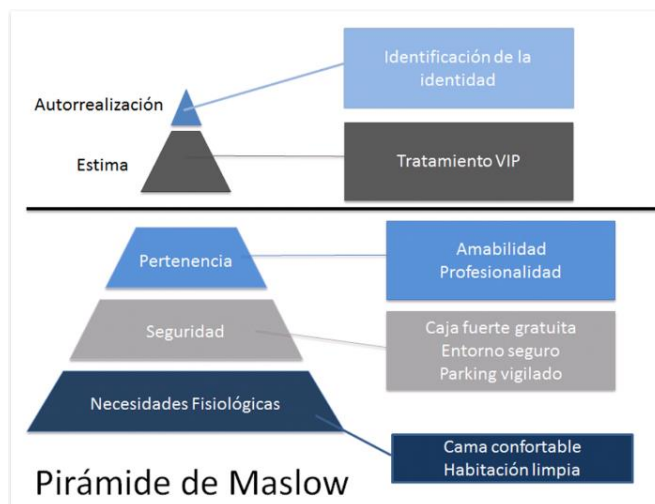 Identificación de la
identidad
Autorrealización
Estima
Tratamiento VIP
Pertenencia
Amabilidad
Profesionalidad
Seguridad
Caja fuerte gratuita
Entorno seguro
Parking vigilado
Necesidades Fisiológicas
Cama confortable
Habitación limpia
Pirámide de Maslow